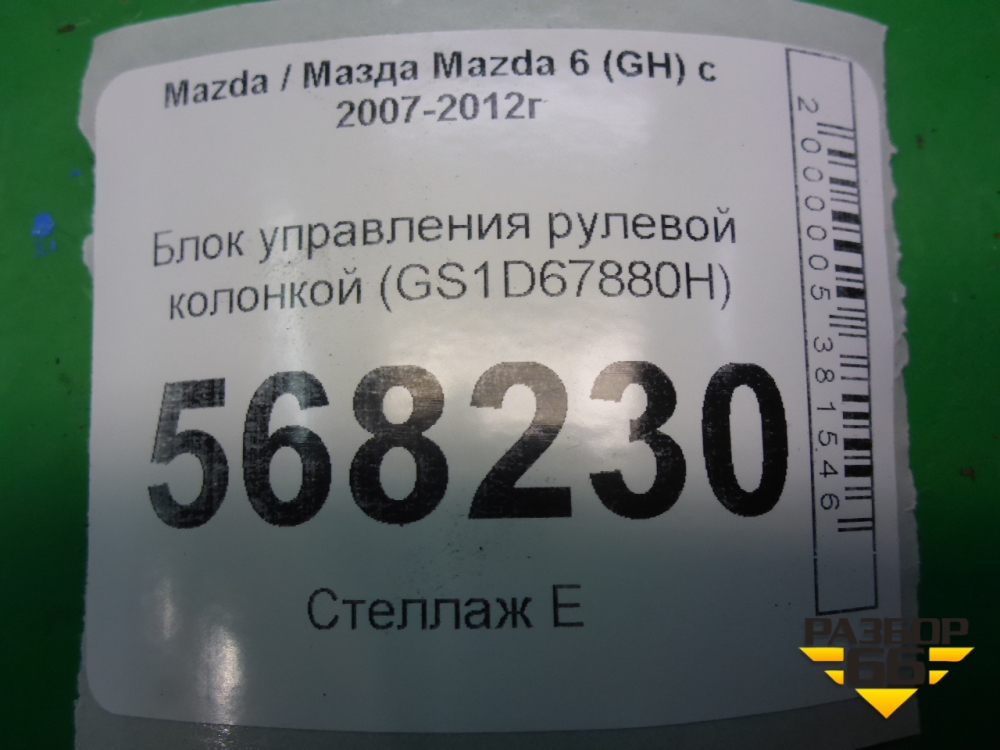 Mazda / Мазда Mazda 6 (GH) с
2007-2012г
Блок управления рулевой
колонкой (GS1D67880H)
568230
Стеллаж Е
2000005381546
РАЗБОР
66